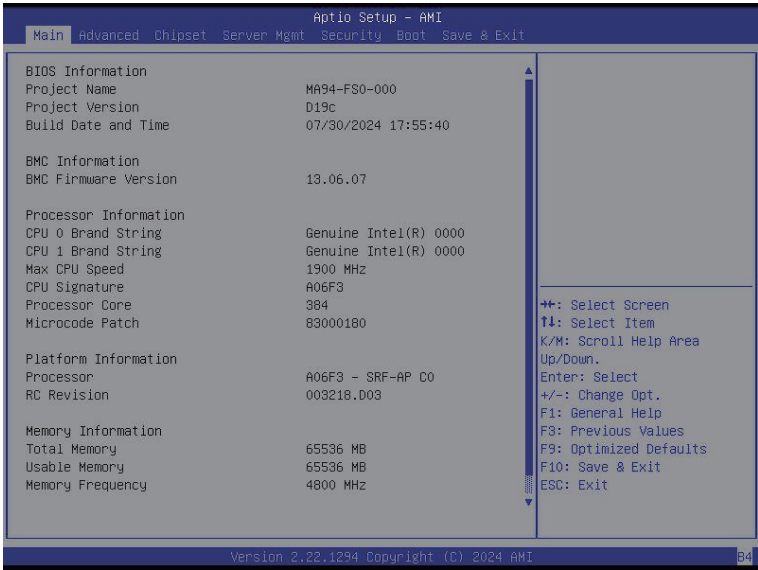 Aptio Setup – AMI
Main Advanced Chipset Server Mgmt Security Boot Save & Exit
BIOS Information
Project Name MA94-FS0-000
Project Version D19c
Build Date and Time 07/30/2024 17:55:40
BMC Information
BMC Firmware Version 13.06.07
Processor Information
CPU 0 Brand String Genuine Intel(R) 0000
CPU 1 Brand String Genuine Intel(R) 0000
Max CPU Speed 1900 MHz
CPU Signature A06F3
Processor Core 384
Microcode Patch 83000180
Platform Information
Processor A06F3 – SRF-AP C0
RC Revision 003218.D03
Memory Information
Total Memory 65536 MB
Usable Memory 65536 MB
Memory Frequency 4800 MHz
→←: Select Screen
↑↓: Select Item
K/M: Scroll Help Area
Up/Down.
Enter: Select
+/-: Change Opt.
F1: General Help
F3: Previous Values
F9: Optimized Defaults
F10: Save & Exit
ESC: Exit
Version 2.22.1294 Copyright (C) 2024 AMI
B4